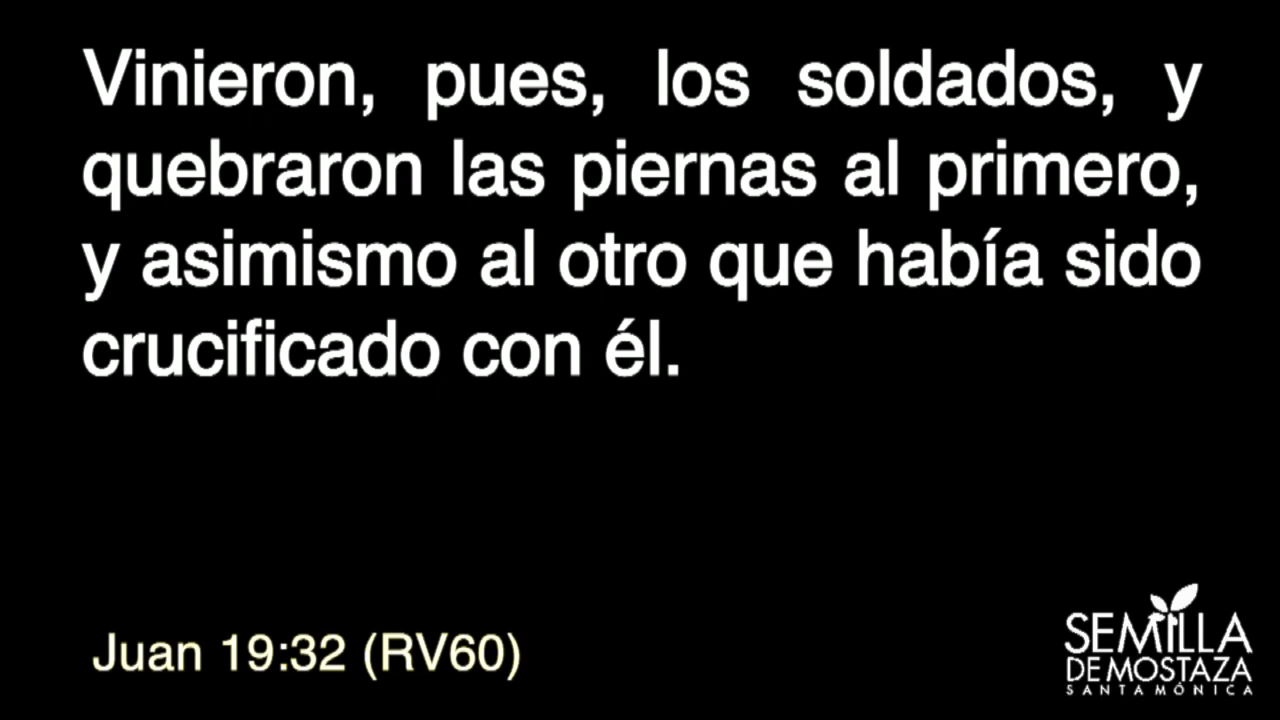 Vinieron, pues, los soldados, y
quebraron las piernas al primero,
y asimismo al otro que había sido
crucificado con él.
Juan 19:32 (RV60)
SEMILLA
DE MOSTAZA
SANTA MÓNICA